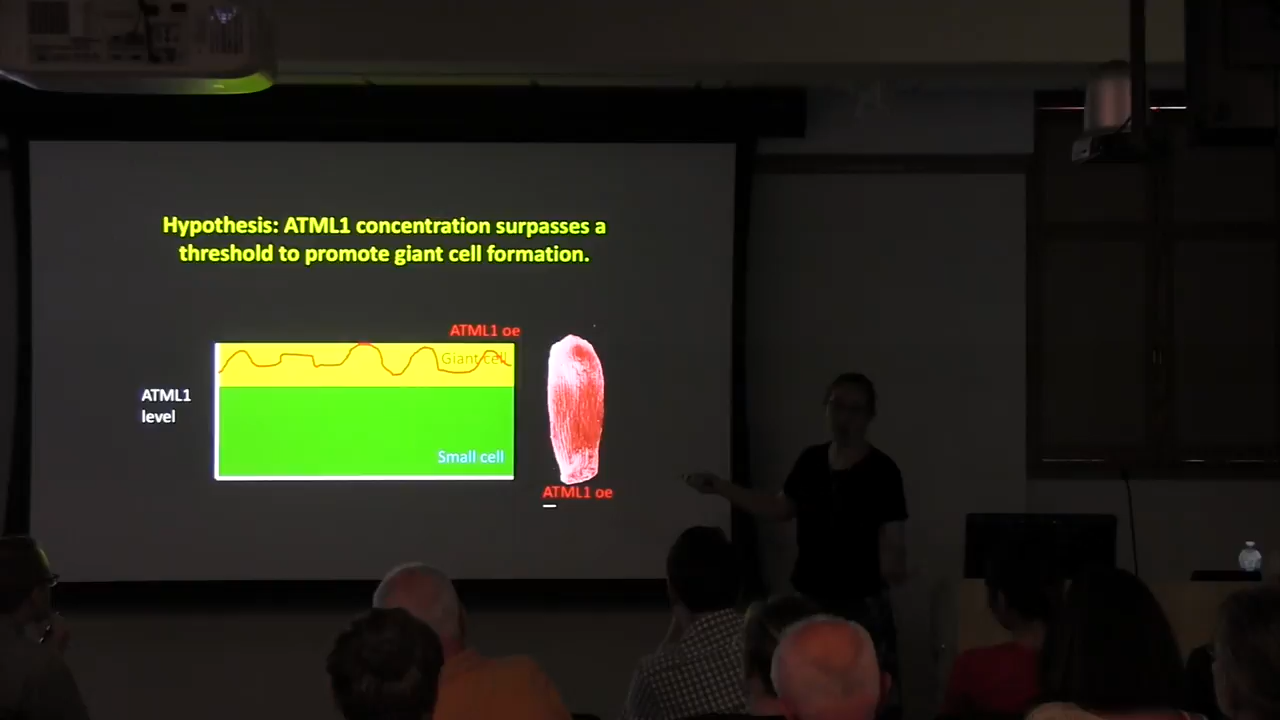 Hypothesis: ATML1 concentration surpasses a
threshold to promote giant cell formation.
ATML1 oe
Giant cell
ATML1
level
Small cell
ATML1 oe